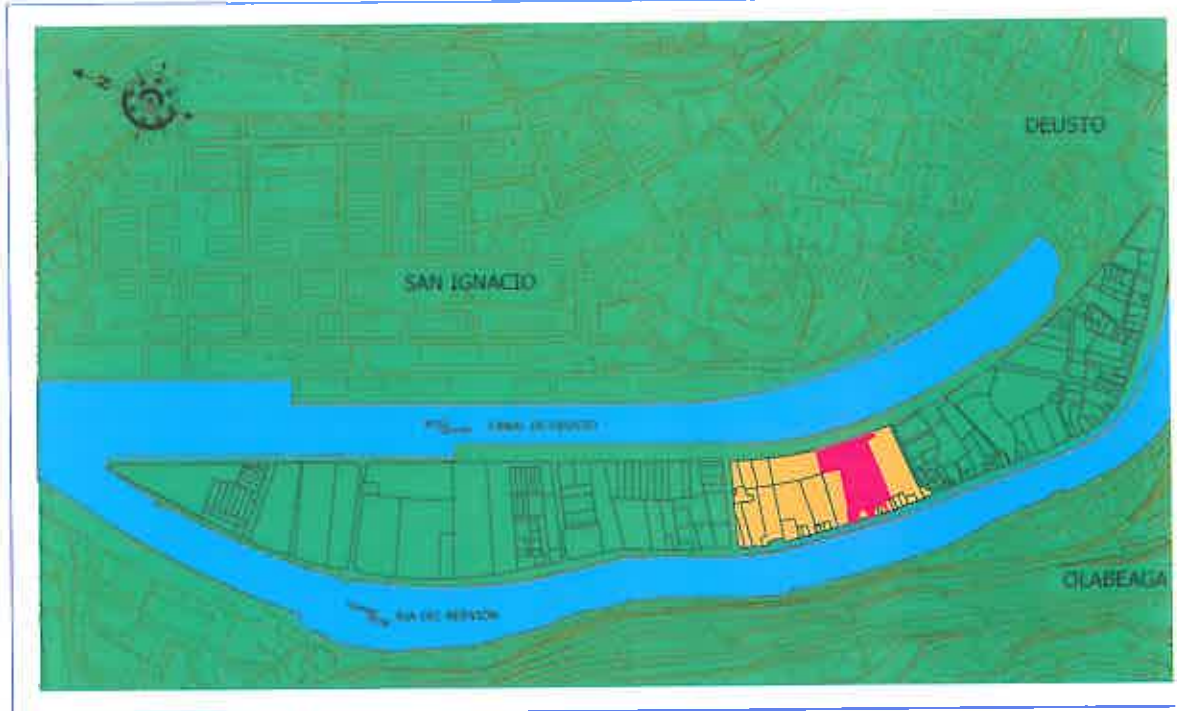 DEUSTO
SAN IGNACIO
CANAL DE DEUSTO
OLABEAGA
RIA DEL NERVION